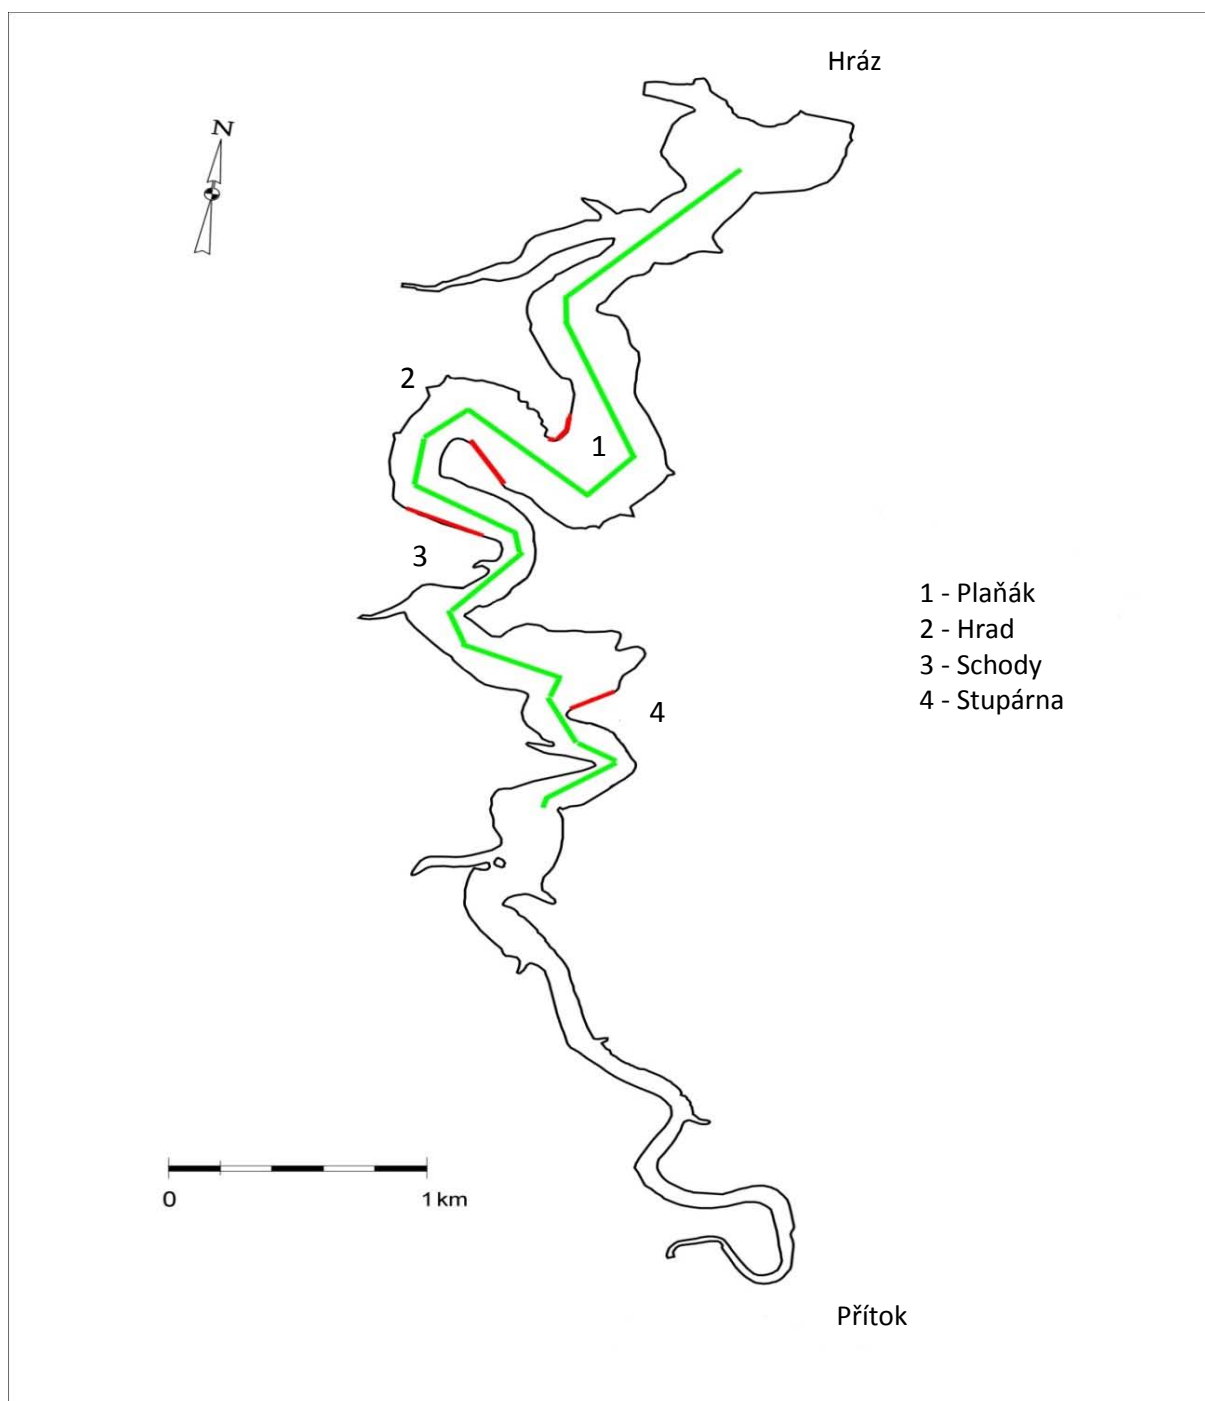 Hráz
N
2
1
3
1 - Plaňák
2 - Hrad
3 - Schody
4 - Stupárna
4
0
1 km
Přítok